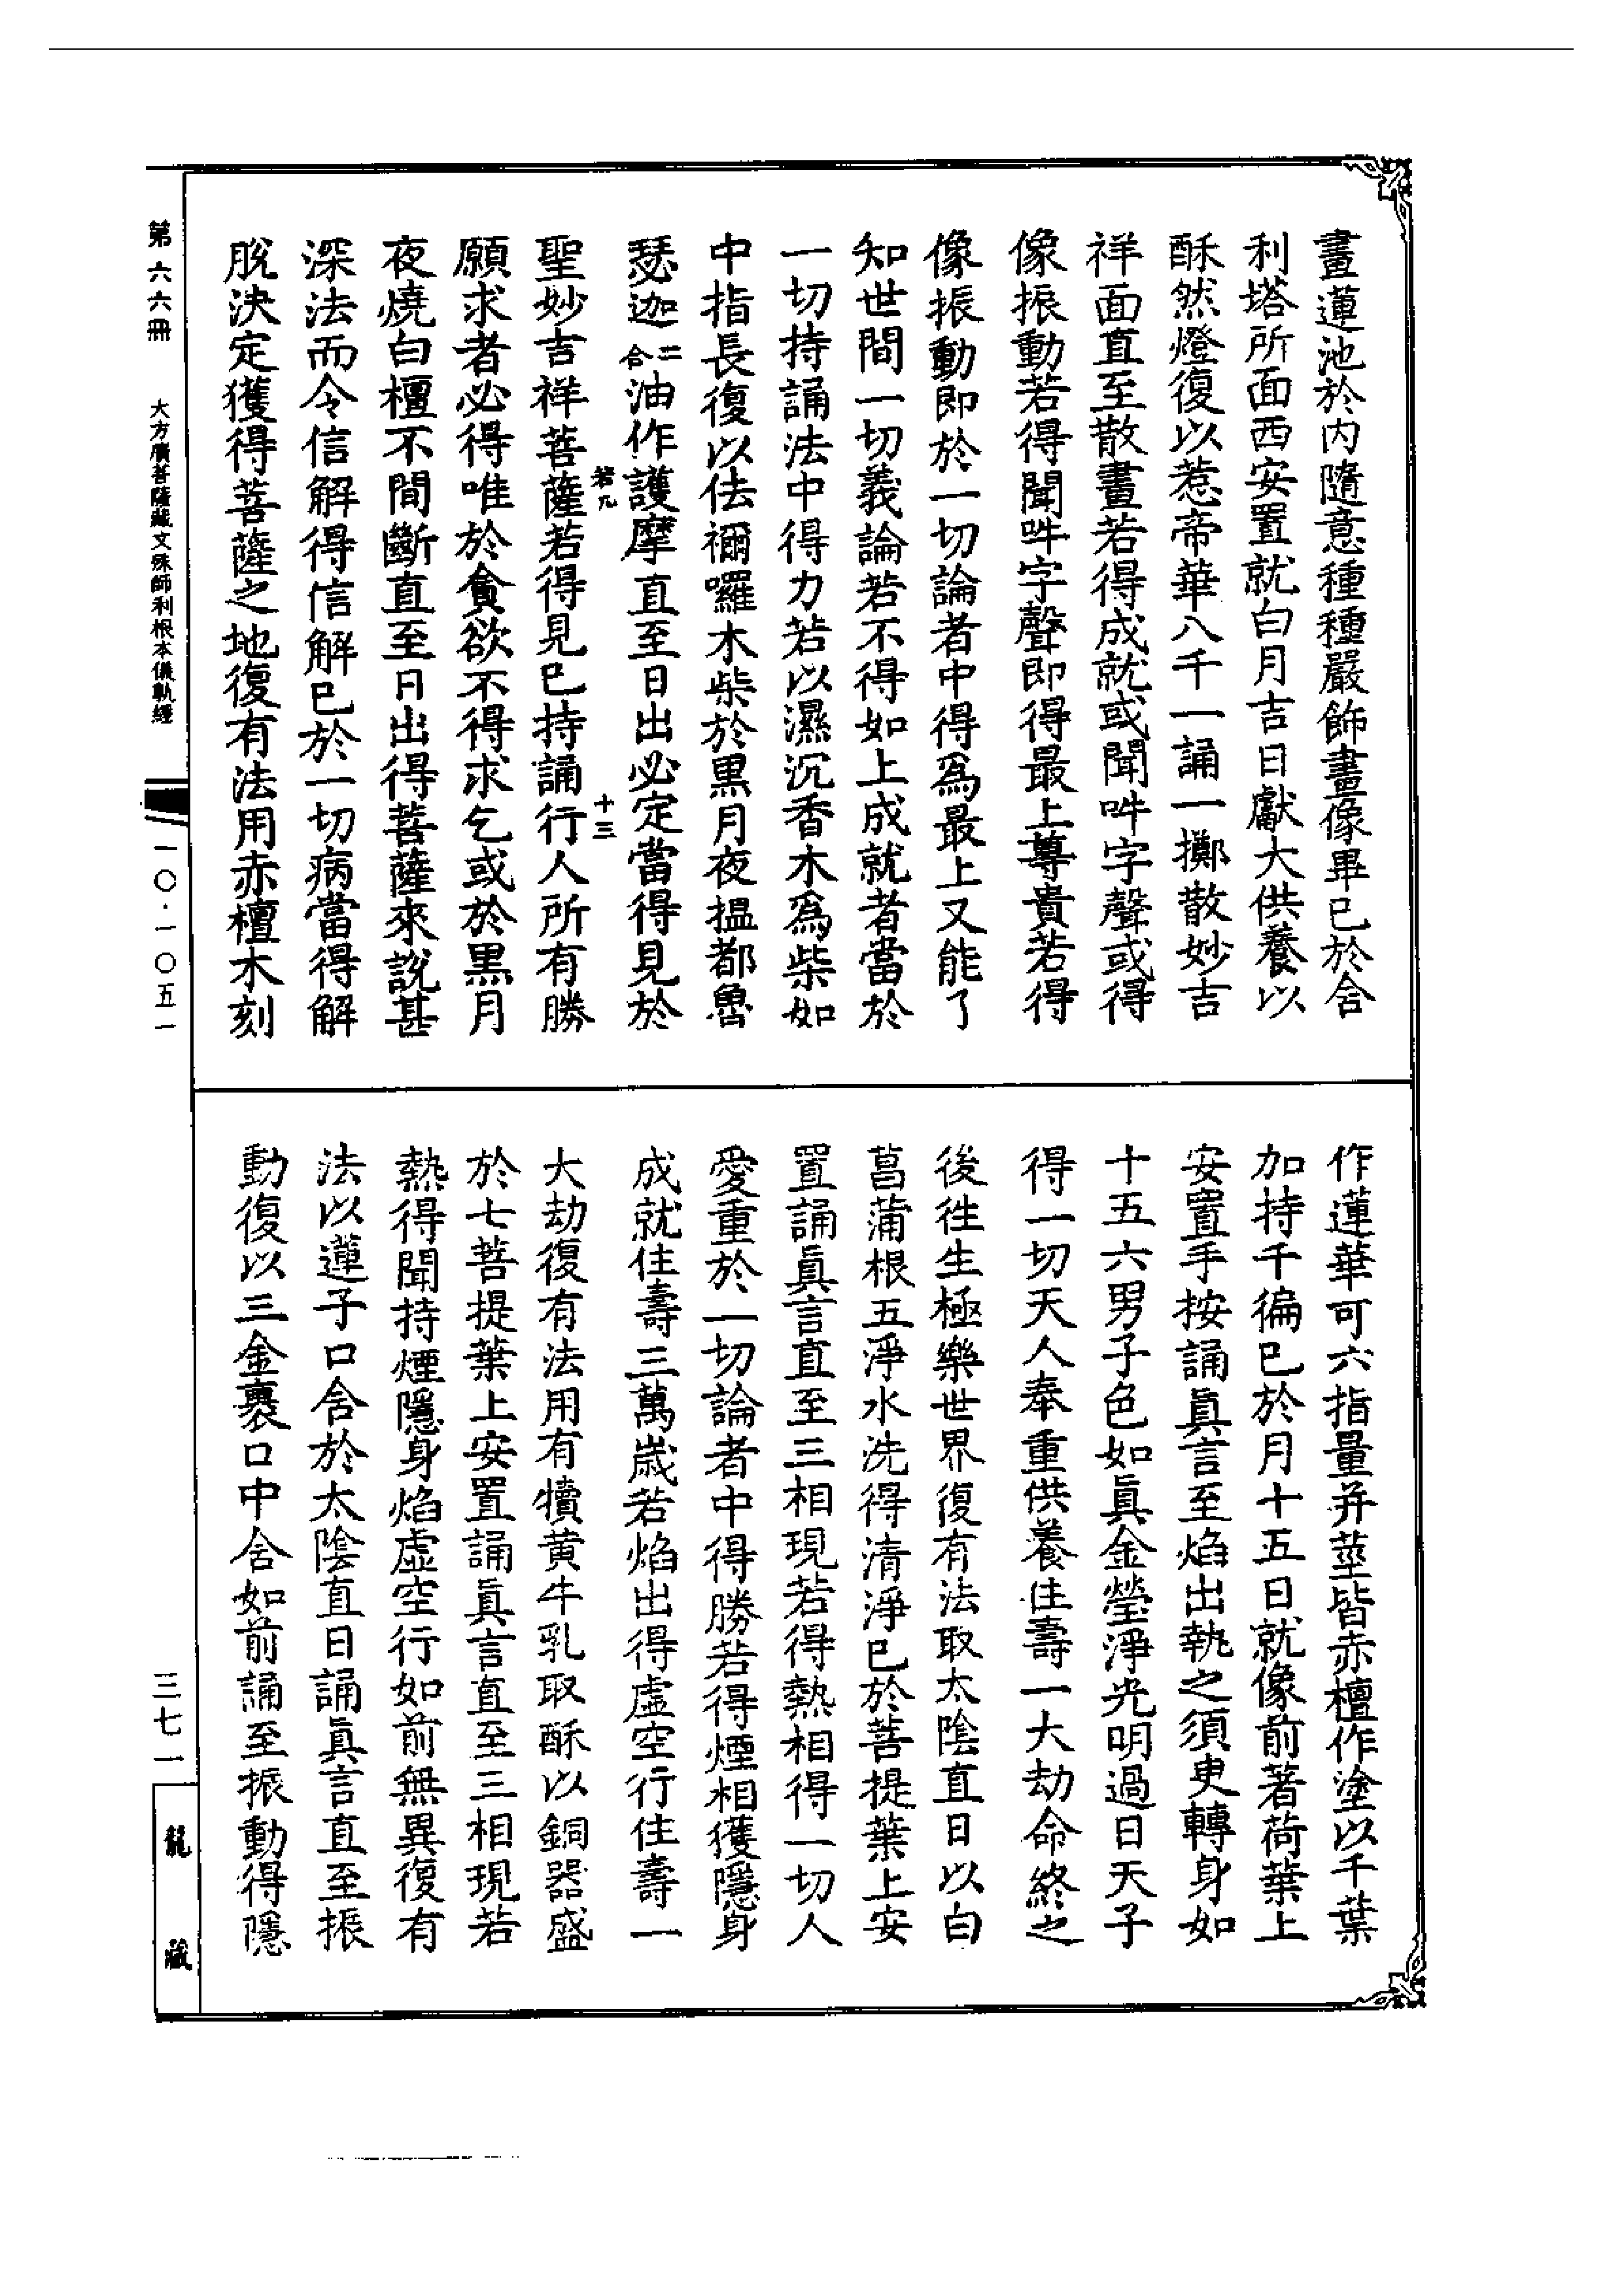 畫蓮池於内隨意種種嚴飾畫像畢已於舍
利塔所面西安置就白月吉日獻大供養以
酥然燈復以惹帝華八千一誦一擲散妙吉
祥面直至散畫若得成就或聞吽字聲或得
像振動若得聞吽字聲即得最上尊貴若得
像振動即於一切論者中得爲最上又能了
知世間一切義論若不得如上成就者當於
一切持誦法中得力若以濕沉香木爲柴如
中指長復以佉禰囉木柴於黑月夜揾都魯
瑟迦二合油作護摩直至日出必定當得見於
若九 十三
聖妙吉祥菩薩若得見已持誦行人所有勝
願求者必得唯於貪欲不得求乞或於黑月
夜燒白檀不間斷直至日出得菩薩來説甚
深法而令信解得信解已於一切病當得解
脫決定獲得菩薩之地復有法用赤檀木刻
作蓮華可六指量并莖皆赤檀作塗以千葉
加持千徧已於月十五日就像前著荷葉上
安置手按誦眞言至焰出執之須臾轉身如
十五六男子色如眞金瑩淨光明過日天子
得一切天人奉重供養住壽一大劫命終之
後往生極樂世界復有法取太陰直日以白
菖蒲根五淨水洗得清淨已於菩提葉上安
置誦眞言直至三相現若得熱相得一切人
愛重於一切論者中得勝若得煙相獲隱身
成就住壽三萬歲若焰出得虛空行住壽一
大劫復有法用有犢黄牛乳取酥以銅器盛
於七菩提葉上安置誦眞言直至三相現若
熱得聞持煙隱身焰虛空行如前無異復有
法以蓮子口含於太陰直日誦眞言直至振
動復以三金裹口中含如前誦至振動得隱
第六六冊 大方廣菩薩藏文殊師利根本儀軌經 一〇·一〇五一
三七一
龍藏